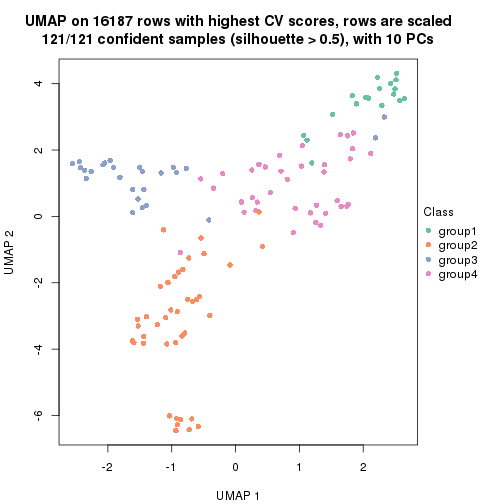 UMAP on 16187 rows with highest CV scores, rows are scaled
121/121 confident samples (silhouette > 0.5), with 10 PCs
4
2
0
-2
-4
-6
UMAP 2
-2 -1 0 1 2
UMAP 1
Class
group1
group2
group3
group4